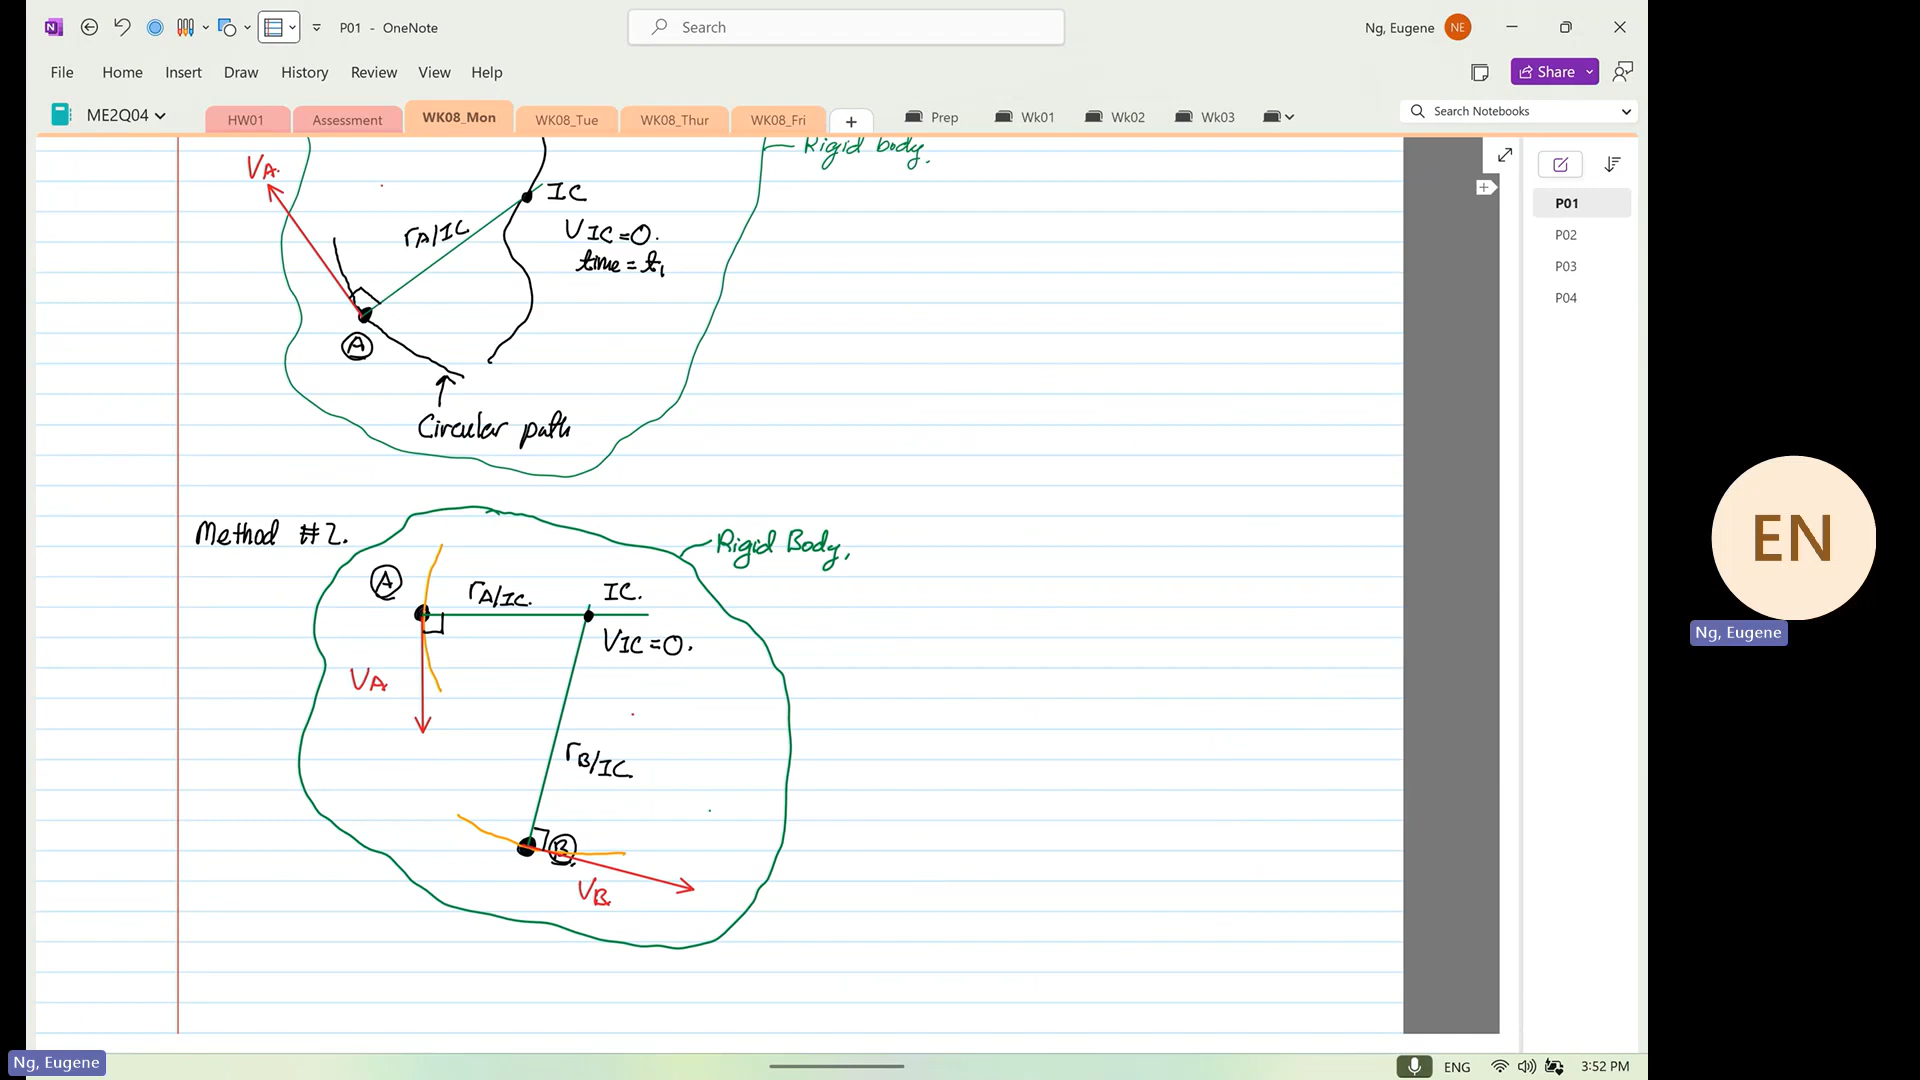 P01 - OneNote
Search
Ng, Eugene
NE
File
Home
Insert
Draw
History
Review
View
Help
Share
ME2Q04
HW01
Assessment
WK08_Mon
WK08_Tue
WK08_Thur
WK08_Fri
Prep
Wk01
Wk02
Wk03
Search Notebooks
P01
P02
P03
P04
Rigid body.
VA.
IC
rA/IC
VIC=0.
time = t1
A
Circular path
Method #2.
Rigid Body,
A
rA/IC.
IC.
VIC=0.
VA.
rB/IC
B
VB.
EN
Ng, Eugene
Ng, Eugene
ENG
3:52 PM